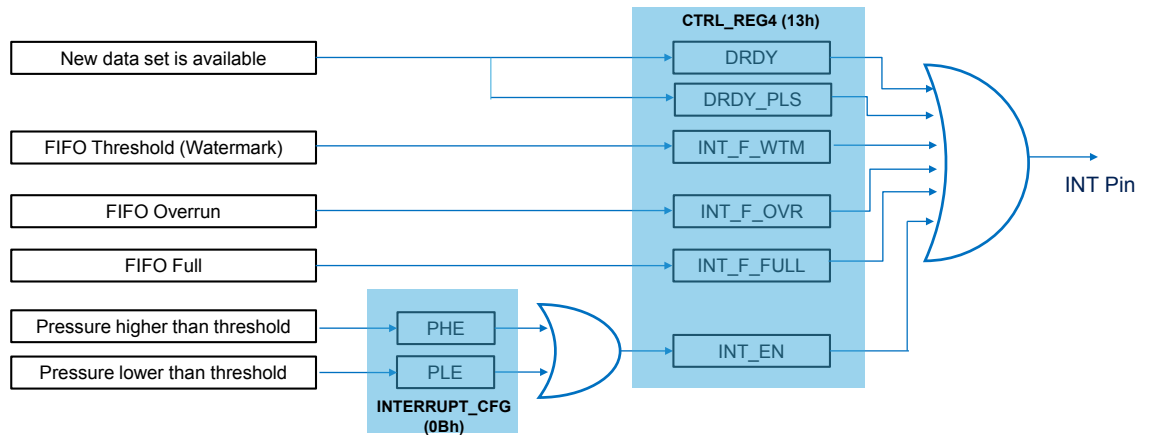 CTRL_REG4 (13h)
New data set is available
DRDY
DRDY_PLS
FIFO Threshold (Watermark)
INT_F_WTM
INT Pin
FIFO Overrun
INT_F_OVR
FIFO Full
INT_F_FULL
Pressure higher than threshold
PHE
INT_EN
Pressure lower than threshold
PLE
INTERRUPT_CFG
(0Bh)